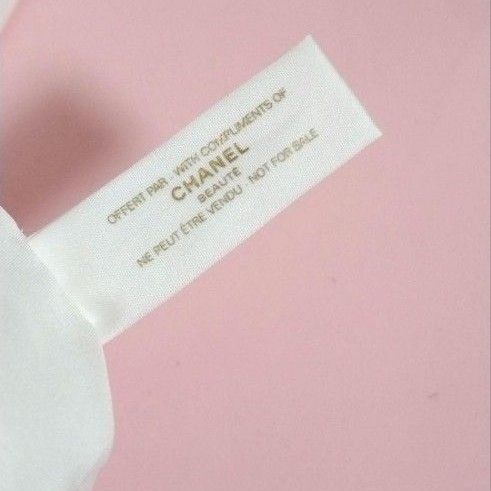 OFFERT PAR - WITH COMPLIMENTS OF
CHANEL
BEAUTÉ
NE PEUT ÊTRE VENDU - NOT FOR SALE